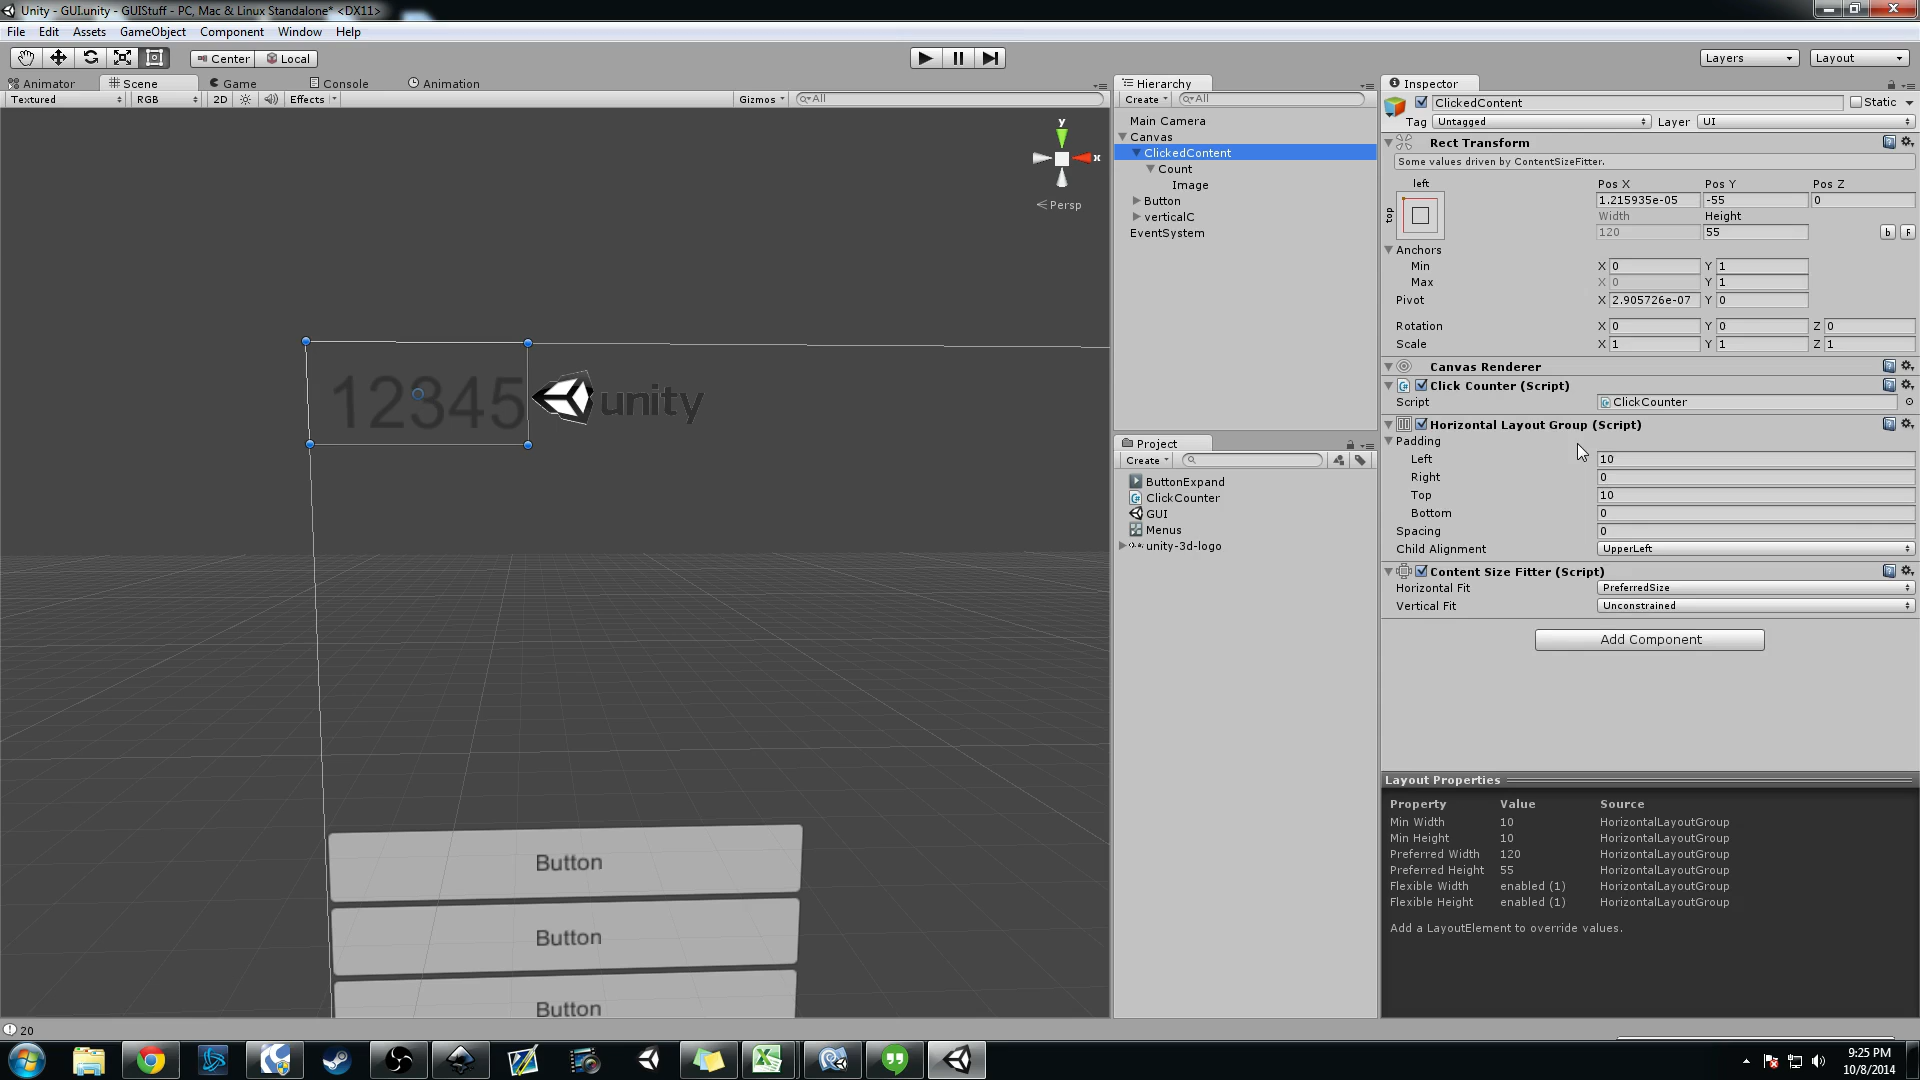 Unity - GUI.unity - GUIStuff - PC, Mac & Linux Standalone* <DX11>
File Edit Assets GameObject Component Window Help
Center Local Layers Layout
Animator Scene Game Console Animation
Textured RGB 2D Effects Gizmos All
y
x
Persp
12345 unity
Button
Button
Button
Hierarchy
Create All
Main Camera
Canvas
ClickedContent
Count
Image
Button
verticalC
EventSystem
Project
Create
ButtonExpand
ClickCounter
GUI
Menus
unity-3d-logo
Inspector
ClickedContent Static
Tag Untagged Layer UI
Rect Transform
Some values driven by ContentSizeFitter.
left Pos X Pos Y Pos Z
top 1.215935e-05 -55 0
Width Height
120 55
Anchors
Min X 0 Y 1
Max X 0 Y 1
Pivot X 2.905726e-07 Y 0
Rotation X 0 Y 0 Z 0
Scale X 1 Y 1 Z 1
Canvas Renderer
Click Counter (Script)
Script ClickCounter
Horizontal Layout Group (Script)
Padding
Left 10
Right 0
Top 10
Bottom 0
Spacing 0
Child Alignment UpperLeft
Content Size Fitter (Script)
Horizontal Fit PreferredSize
Vertical Fit Unconstrained
Add Component
Layout Properties
Property Value Source
Min Width 10 HorizontalLayoutGroup
Min Height 10 HorizontalLayoutGroup
Preferred Width 120 HorizontalLayoutGroup
Preferred Height 55 HorizontalLayoutGroup
Flexible Width enabled (1) HorizontalLayoutGroup
Flexible Height enabled (1) HorizontalLayoutGroup
Add a LayoutElement to override values.
20
9:25 PM
10/8/2014